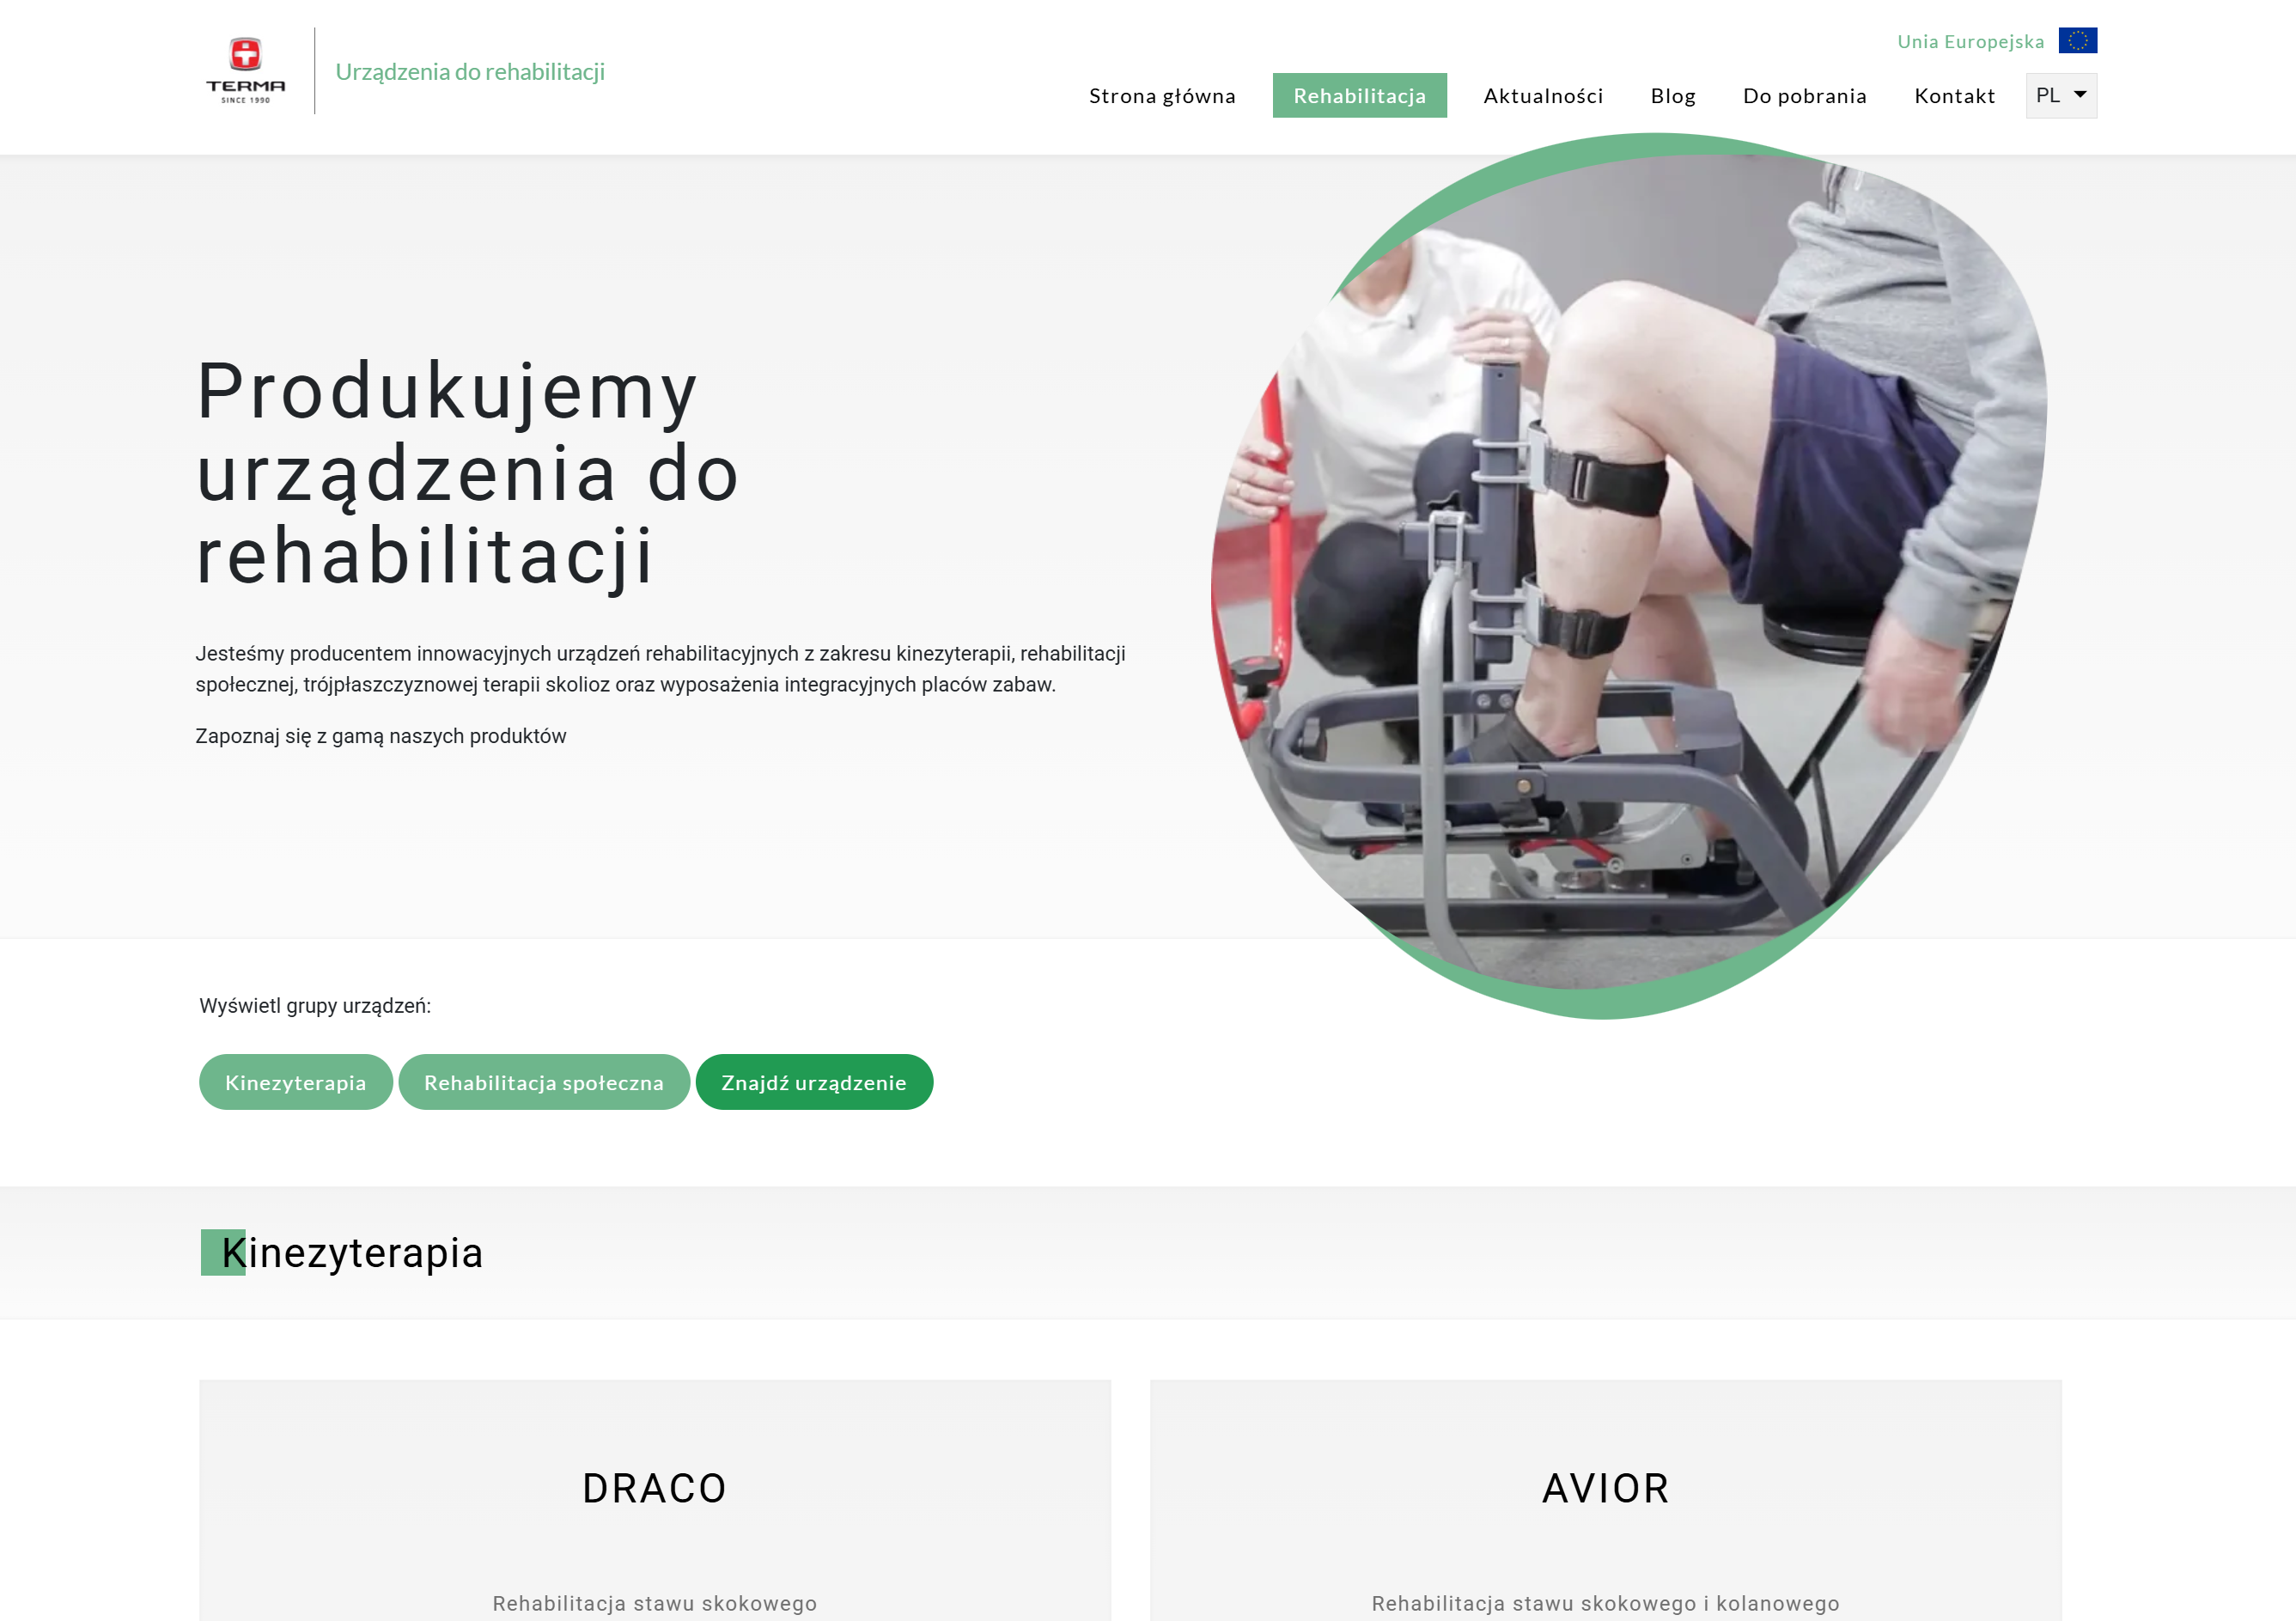 TERMA
SINCE 1990
Urządzenia do rehabilitacji
Unia Europejska
Strona główna
Rehabilitacja
Aktualności
Blog
Do pobrania
Kontakt
PL
Produkujemy
urządzenia do
rehabilitacji
Jesteśmy producentem innowacyjnych urządzeń rehabilitacyjnych z zakresu kinezyterapii, rehabilitacji
społecznej, trójpłaszczyznowej terapii skolioz oraz wyposażenia integracyjnych placów zabaw.
Zapoznaj się z gamą naszych produktów
Wyświetl grupy urządzeń:
Kinezyterapia
Rehabilitacja społeczna
Znajdź urządzenie
Kinezyterapia
DRACO
Rehabilitacja stawu skokowego
AVIOR
Rehabilitacja stawu skokowego i kolanowego